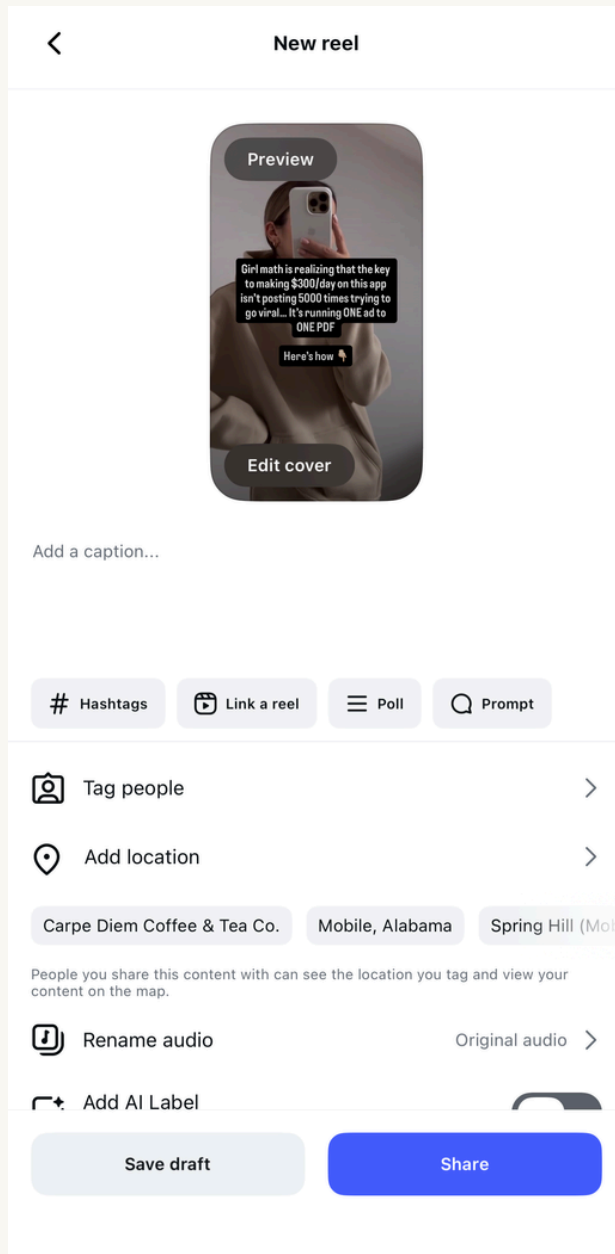 New reel
Preview
Girl math is realizing that the key
to making $300/day on this app
isn't posting 5000 times trying to
go viral... It's running ONE ad to
ONE PDF
Here's how 👇🏼
Edit cover
Add a caption...
# Hashtags
Link a reel
Poll
Prompt
Tag people
Add location
Carpe Diem Coffee & Tea Co.
Mobile, Alabama
Spring Hill (Mo
People you share this content with can see the location you tag and view your
content on the map.
Rename audio
Original audio
Add AI Label
Save draft
Share